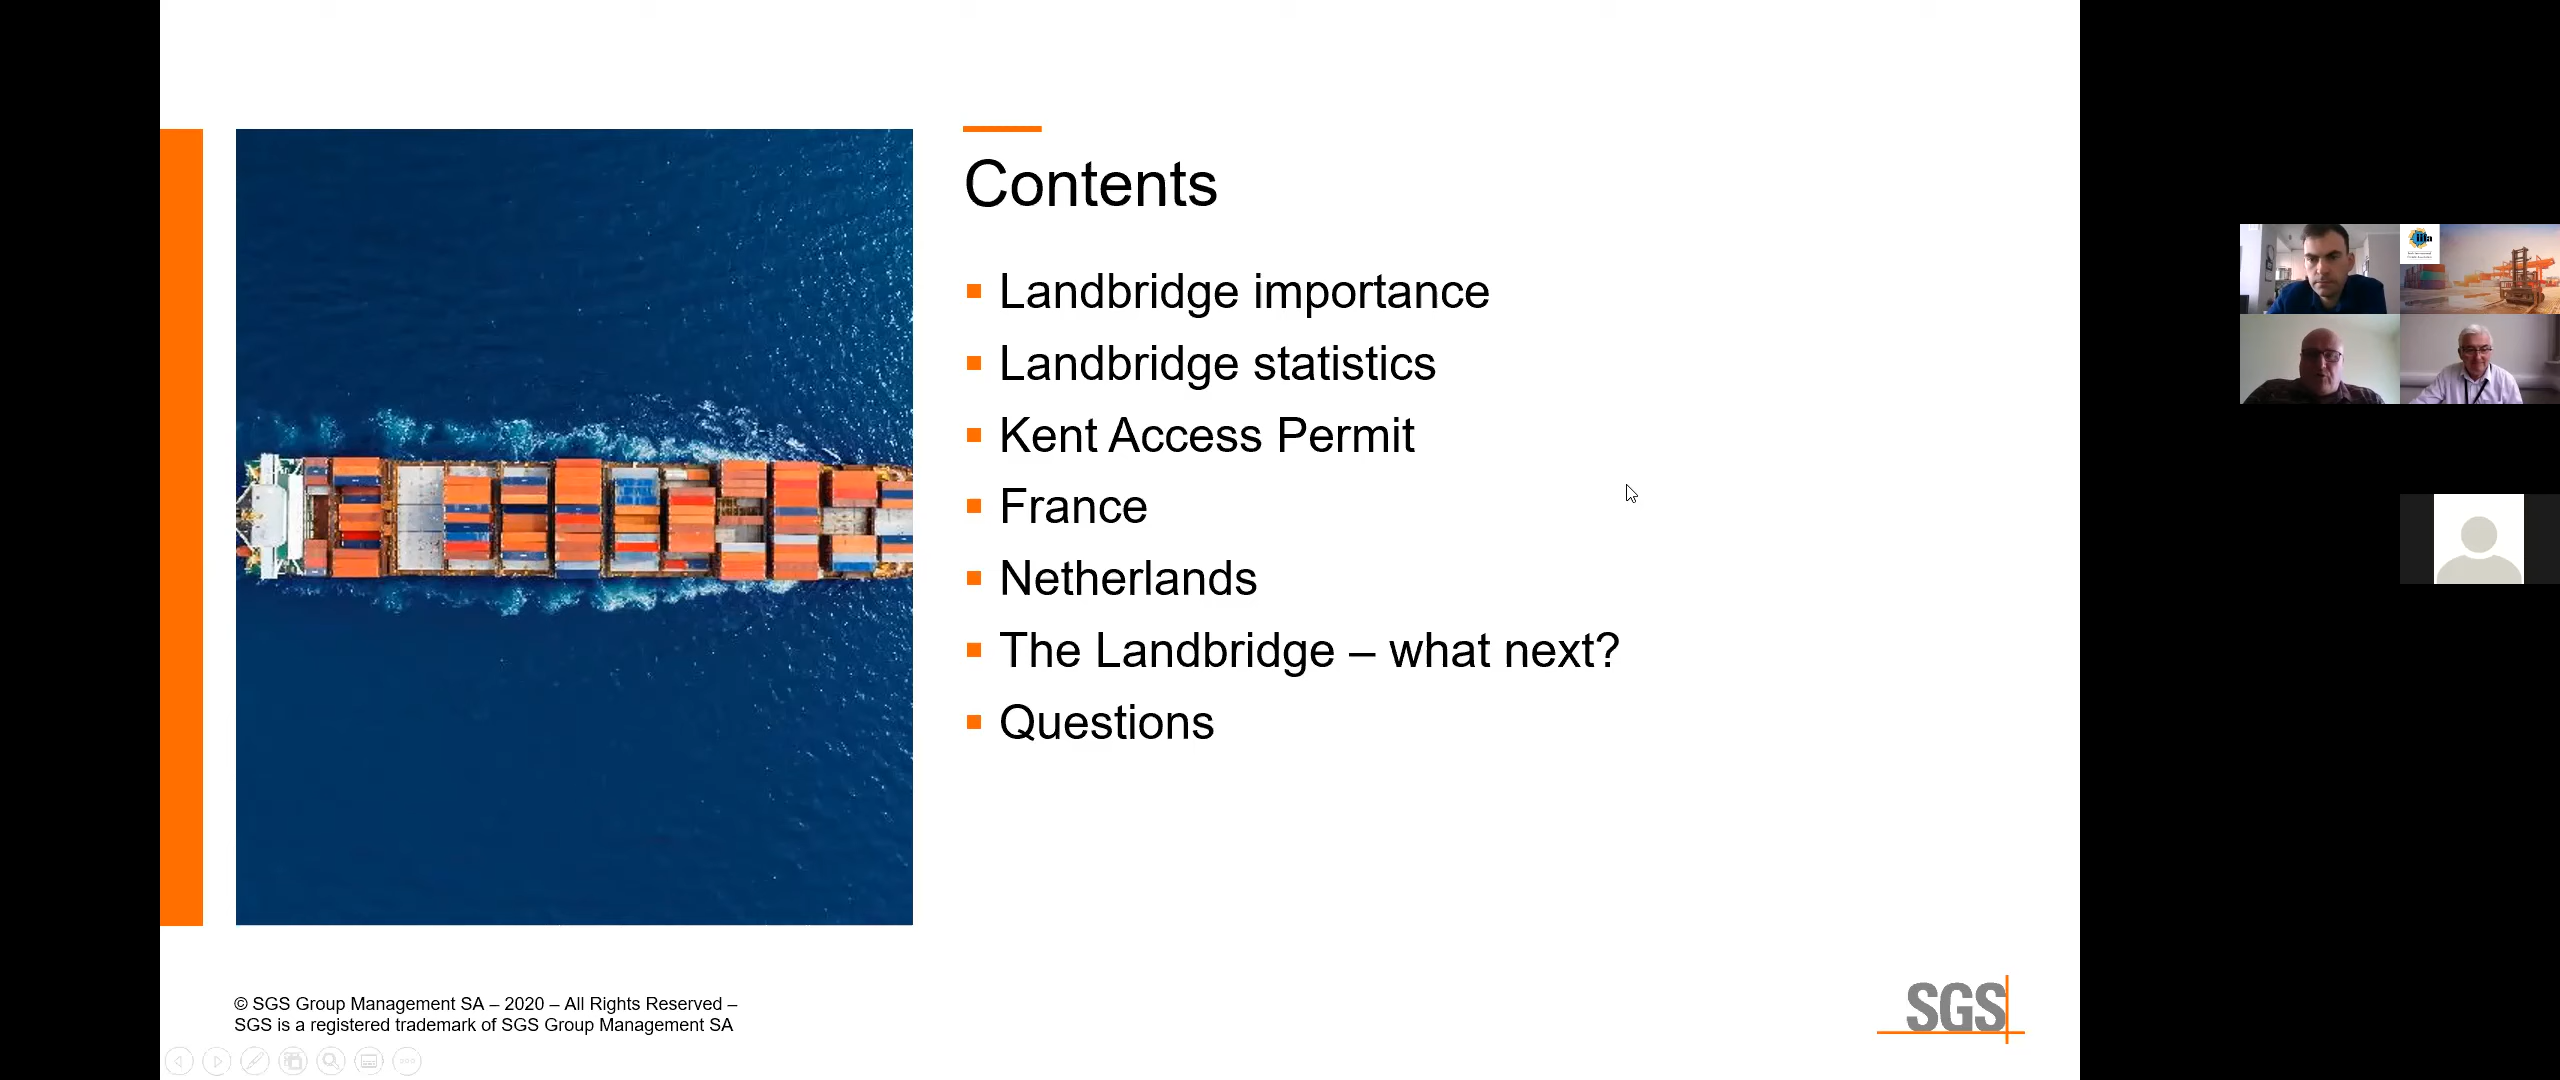 Contents
Landbridge importance
Landbridge statistics
Kent Access Permit
France
Netherlands
The Landbridge – what next?
Questions
© SGS Group Management SA – 2020 – All Rights Reserved –
SGS is a registered trademark of SGS Group Management SA
SGS